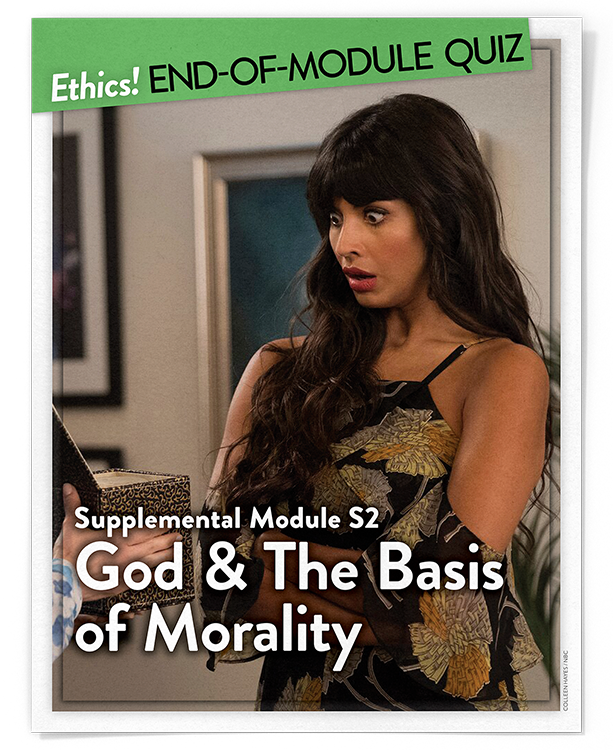 Ethics! END-OF-MODULE QUIZ
Supplemental Module S2
God & The Basis
of Morality
COLLEEN HAYES / NBC